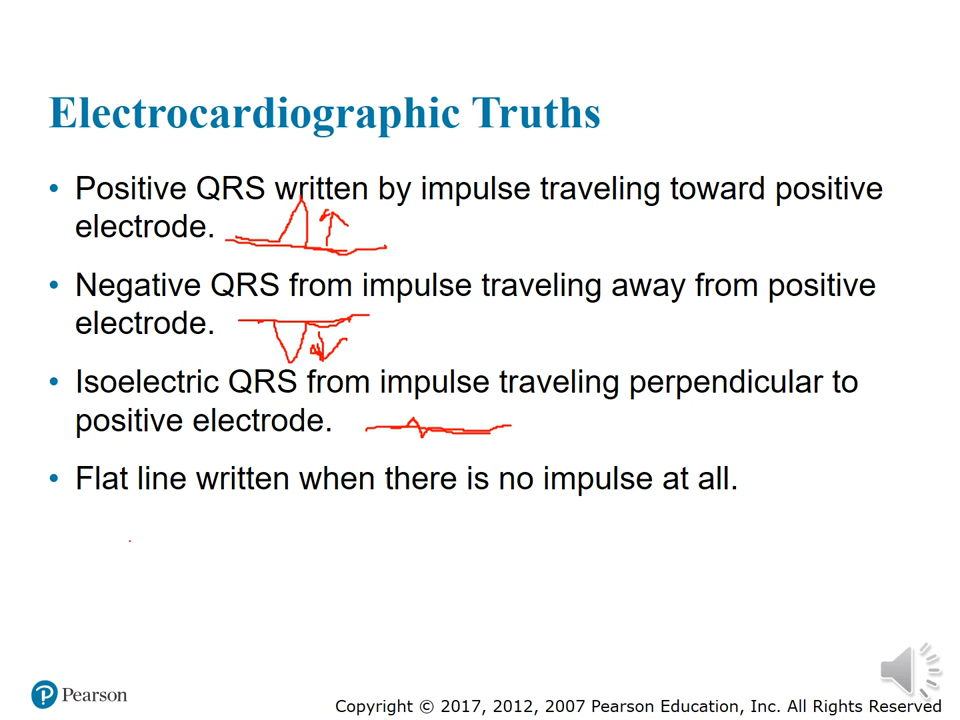 Electrocardiographic Truths
• Positive QRS written by impulse traveling toward positive
electrode.
• Negative QRS from impulse traveling away from positive
electrode.
• Isoelectric QRS from impulse traveling perpendicular to
positive electrode.
• Flat line written when there is no impulse at all.
Pearson
Copyright © 2017, 2012, 2007 Pearson Education, Inc. All Rights Reserved